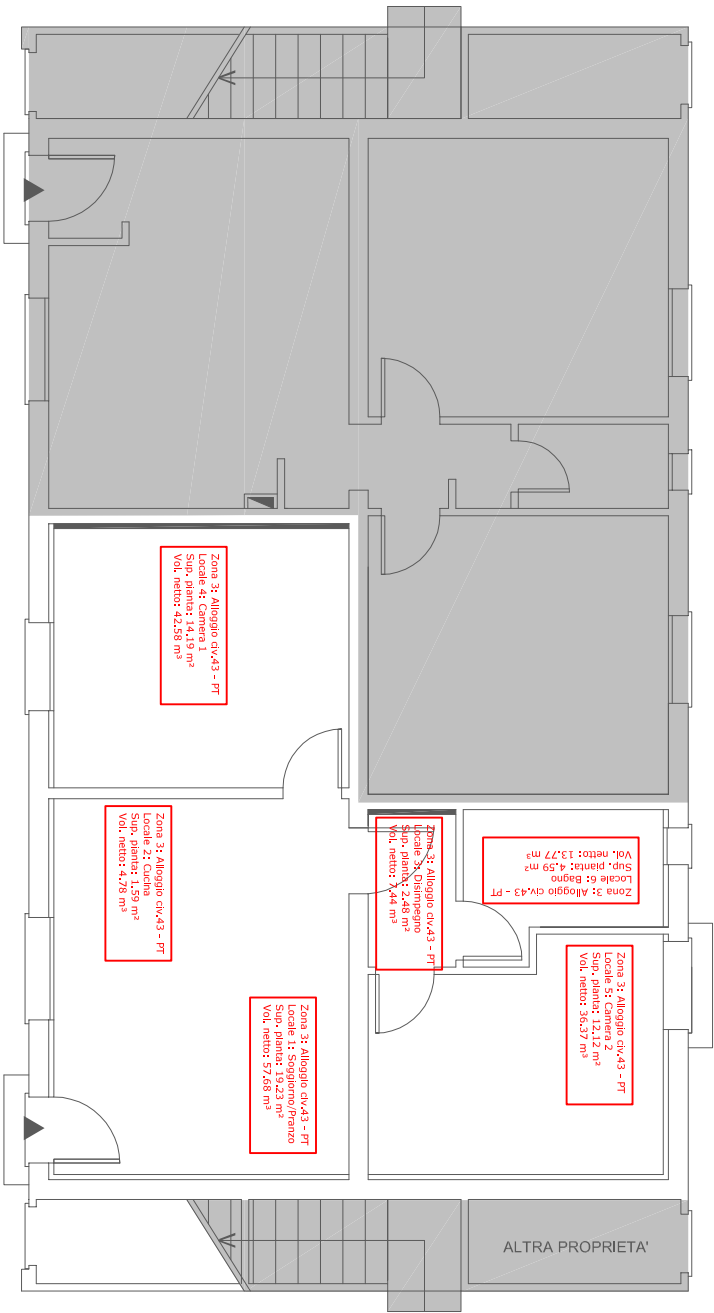 Zona 3: Alloggio civ.43 - PT
Locale 4: Camera 1
Sup. pianta: 14.19 m²
Vol. netto: 42.58 m³
Zona 3: Alloggio civ.43 - PT
Locale 2: Cucina
Sup. pianta: 1.59 m²
Vol. netto: 4.78 m³
Zona 3: Alloggio civ.43 - PT
Locale 3: Disimpegno
Sup. pianta: 2.48 m²
Vol. netto: 7.44 m³
Zona 3: Alloggio civ.43 - PT
Locale 6: Bagno
Sup. pianta: 4.59 m²
Vol. netto: 13.77 m³
Zona 3: Alloggio civ.43 - PT
Locale 5: Camera 2
Sup. pianta: 12.12 m²
Vol. netto: 36.37 m³
Zona 3: Alloggio civ.43 - PT
Locale 1: Soggiorno/Pranzo
Sup. pianta: 19.23 m²
Vol. netto: 57.68 m³
ALTRA PROPRIETA'